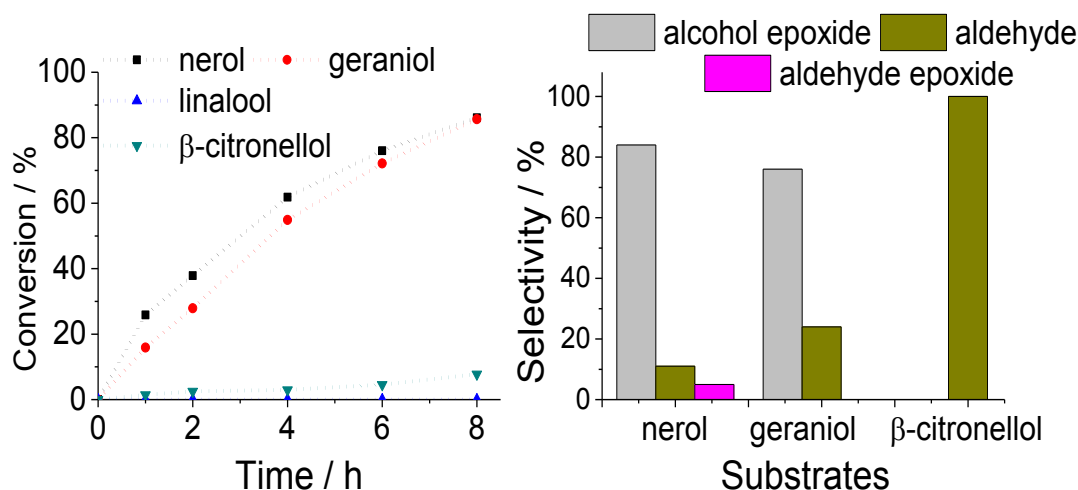 nerol geraniol
linalool
β-citronellol
Conversion / %
100
80
60
40
20
0
0 2 4 6 8
Time / h
alcohol epoxide aldehyde
aldehyde epoxide
Selectivity / %
100
80
60
40
20
0
nerol geraniol β-citronellol
Substrates